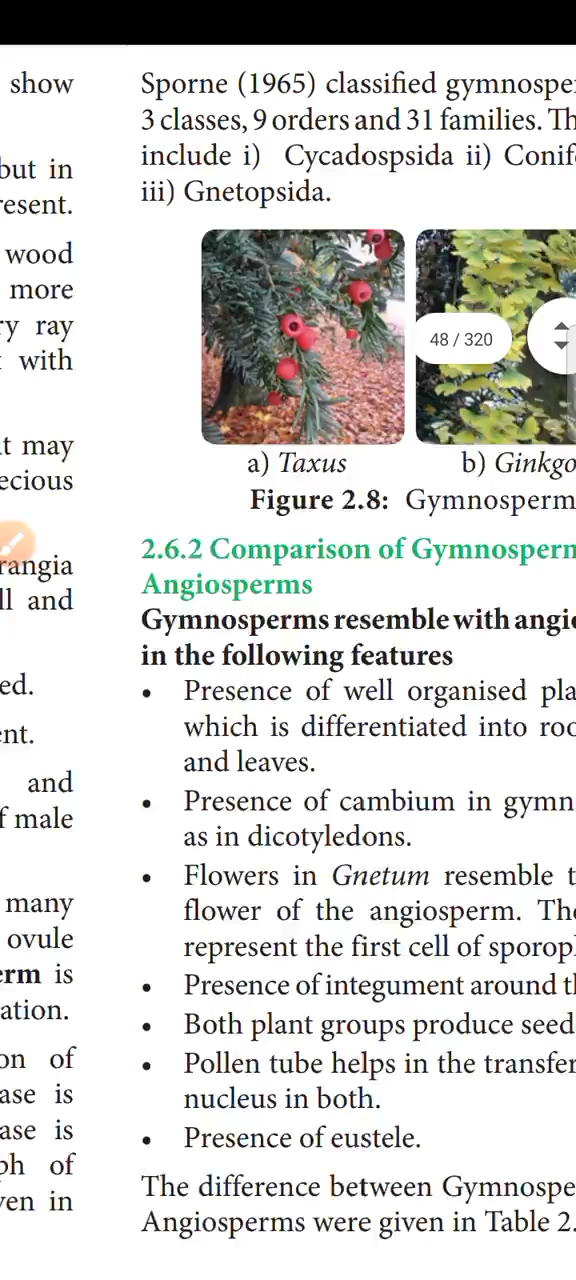 show
but in
resent.
wood
more
ry ray
with
t may
ecious
rangia
ll and
ed.
nt.
and
f male
many
ovule
erm is
ation.
on of
ase is
ase is
ph of
ven in
Sporne (1965) classified gymnosper
3 classes, 9 orders and 31 families. Th
include i) Cycadospsida ii) Conife
iii) Gnetopsida.
48 / 320
a) Taxus b) Ginkgo
Figure 2.8: Gymnosperm
2.6.2 Comparison of Gymnosperm
Angiosperms
Gymnosperms resemble with angio
in the following features
• Presence of well organised pla
which is differentiated into roo
and leaves.
• Presence of cambium in gymn
as in dicotyledons.
• Flowers in Gnetum resemble t
flower of the angiosperm. The
represent the first cell of sporoph
• Presence of integument around th
• Both plant groups produce seed
• Pollen tube helps in the transfer
nucleus in both.
• Presence of eustele.
The difference between Gymnospe
Angiosperms were given in Table 2.